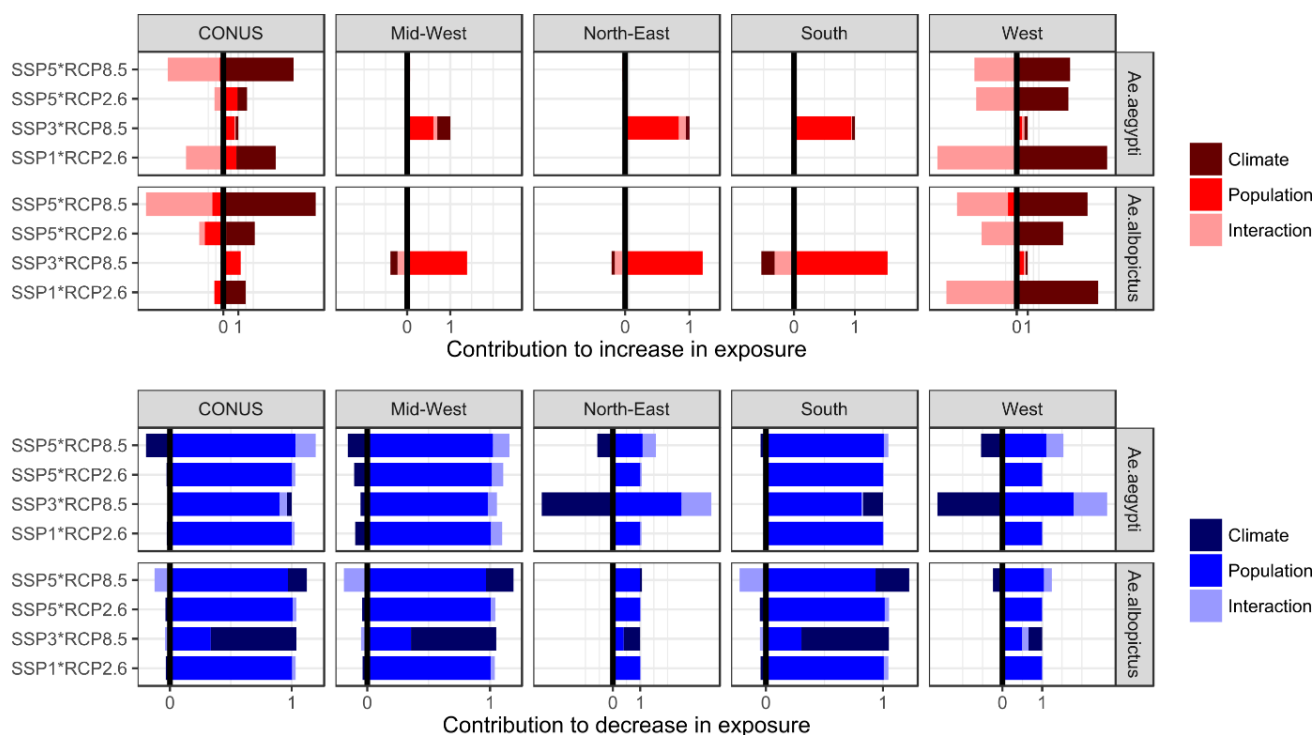 CONUS Mid-West North-East South West
SSP5*RCP8.5
SSP5*RCP2.6
SSP3*RCP8.5
SSP1*RCP2.6
Ae.aegypti
SSP5*RCP8.5
SSP5*RCP2.6
SSP3*RCP8.5
SSP1*RCP2.6
Ae.albopictus
0 1 0 1 0 1 0 1 0 1
Contribution to increase in exposure
Climate
Population
Interaction
CONUS Mid-West North-East South West
SSP5*RCP8.5
SSP5*RCP2.6
SSP3*RCP8.5
SSP1*RCP2.6
Ae.aegypti
SSP5*RCP8.5
SSP5*RCP2.6
SSP3*RCP8.5
SSP1*RCP2.6
Ae.albopictus
0 1 0 1 0 1 0 1 0 1
Contribution to decrease in exposure
Climate
Population
Interaction